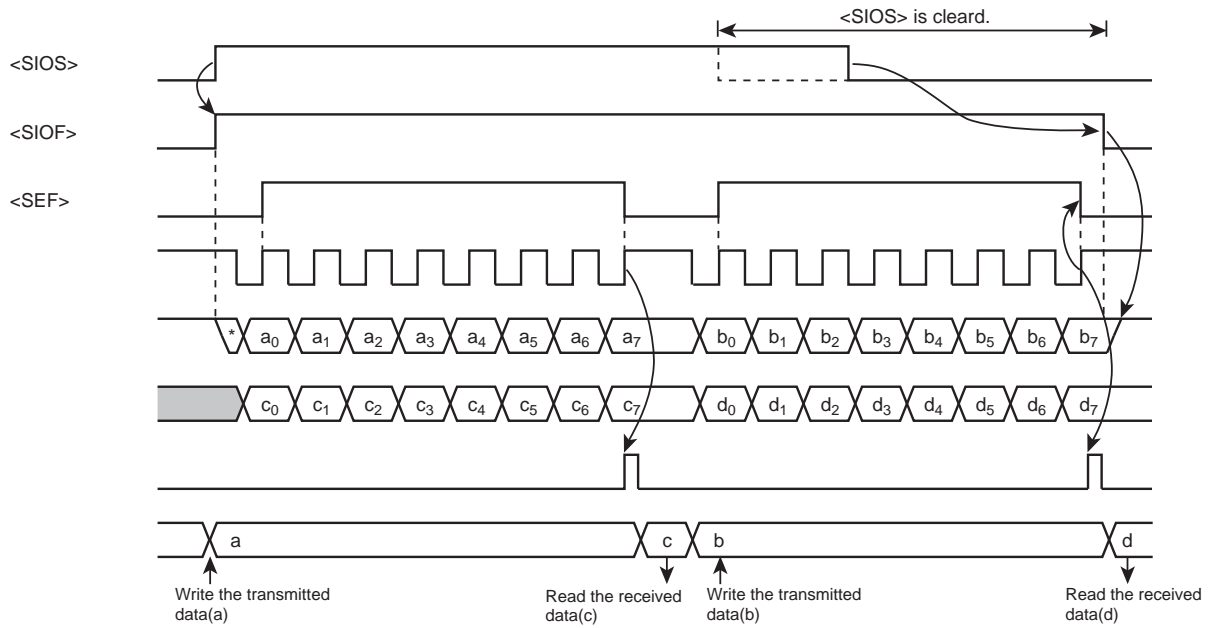 <SIOS> is cleard.
<SIOS>
<SIOF>
<SEF>
* a0 a1 a2 a3 a4 a5 a6 a7 b0 b1 b2 b3 b4 b5 b6 b7
c0 c1 c2 c3 c4 c5 c6 c7 d0 d1 d2 d3 d4 d5 d6 d7
a c b d
Write the transmitted
data(a)
Read the received
data(c)
Write the transmitted
data(b)
Read the received
data(d)